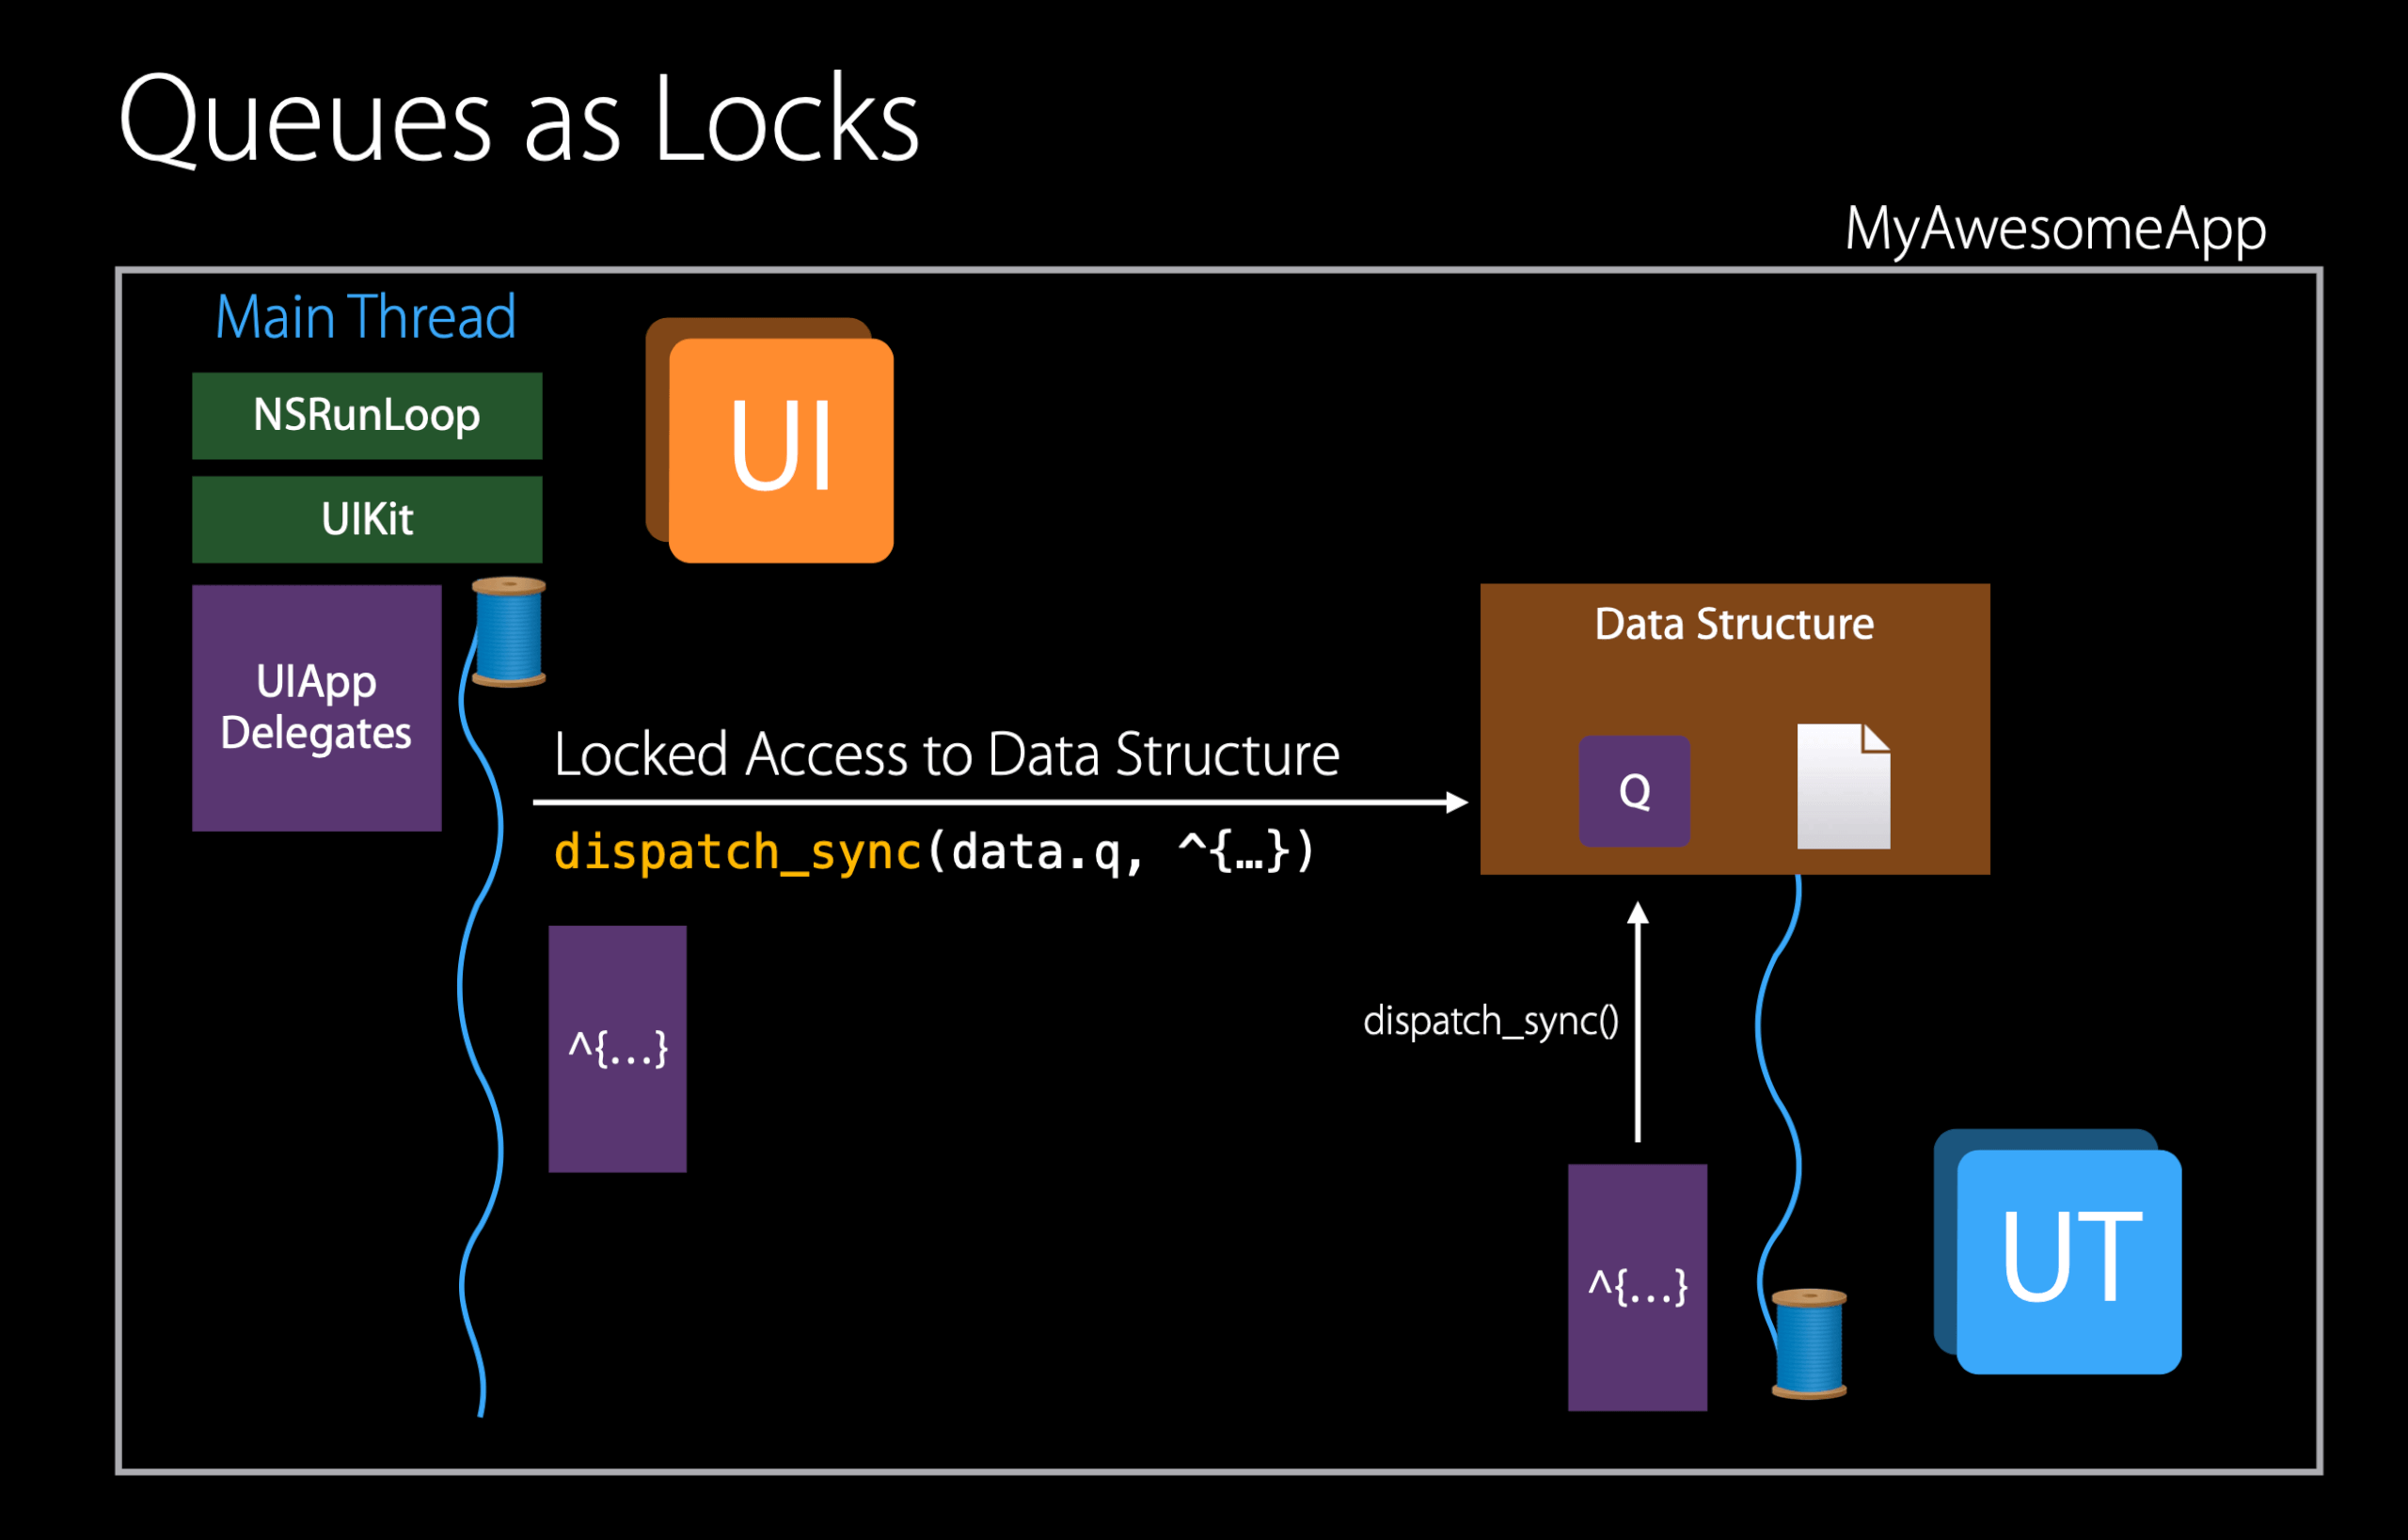 Queues as Locks
MyAwesomeApp
Main Thread
NSRunLoop
UIKit
UIApp
Delegates
UI
Locked Access to Data Structure
dispatch_sync(data.q, ^{…})
^{…}
Data Structure
Q
dispatch_sync()
^{…}
UT